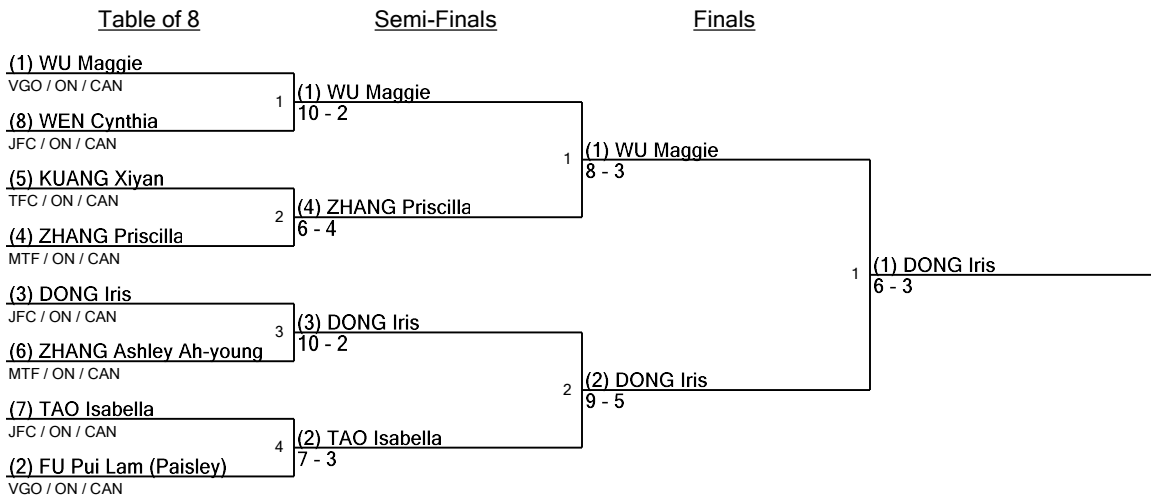 Table of 8
Semi-Finals
Finals
(1) WU Maggie
VGO / ON / CAN
1
(8) WEN Cynthia
JFC / ON / CAN
(5) KUANG Xiyan
TFC / ON / CAN
2
(4) ZHANG Priscilla
MTF / ON / CAN
(3) DONG Iris
JFC / ON / CAN
3
(6) ZHANG Ashley Ah-young
MTF / ON / CAN
(7) TAO Isabella
JFC / ON / CAN
4
(2) FU Pui Lam (Paisley)
VGO / ON / CAN
(1) WU Maggie
10 - 2
1
(4) ZHANG Priscilla
6 - 4
(3) DONG Iris
10 - 2
2
(2) TAO Isabella
7 - 3
(1) WU Maggie
8 - 3
1
(2) DONG Iris
9 - 5
(1) DONG Iris
6 - 3